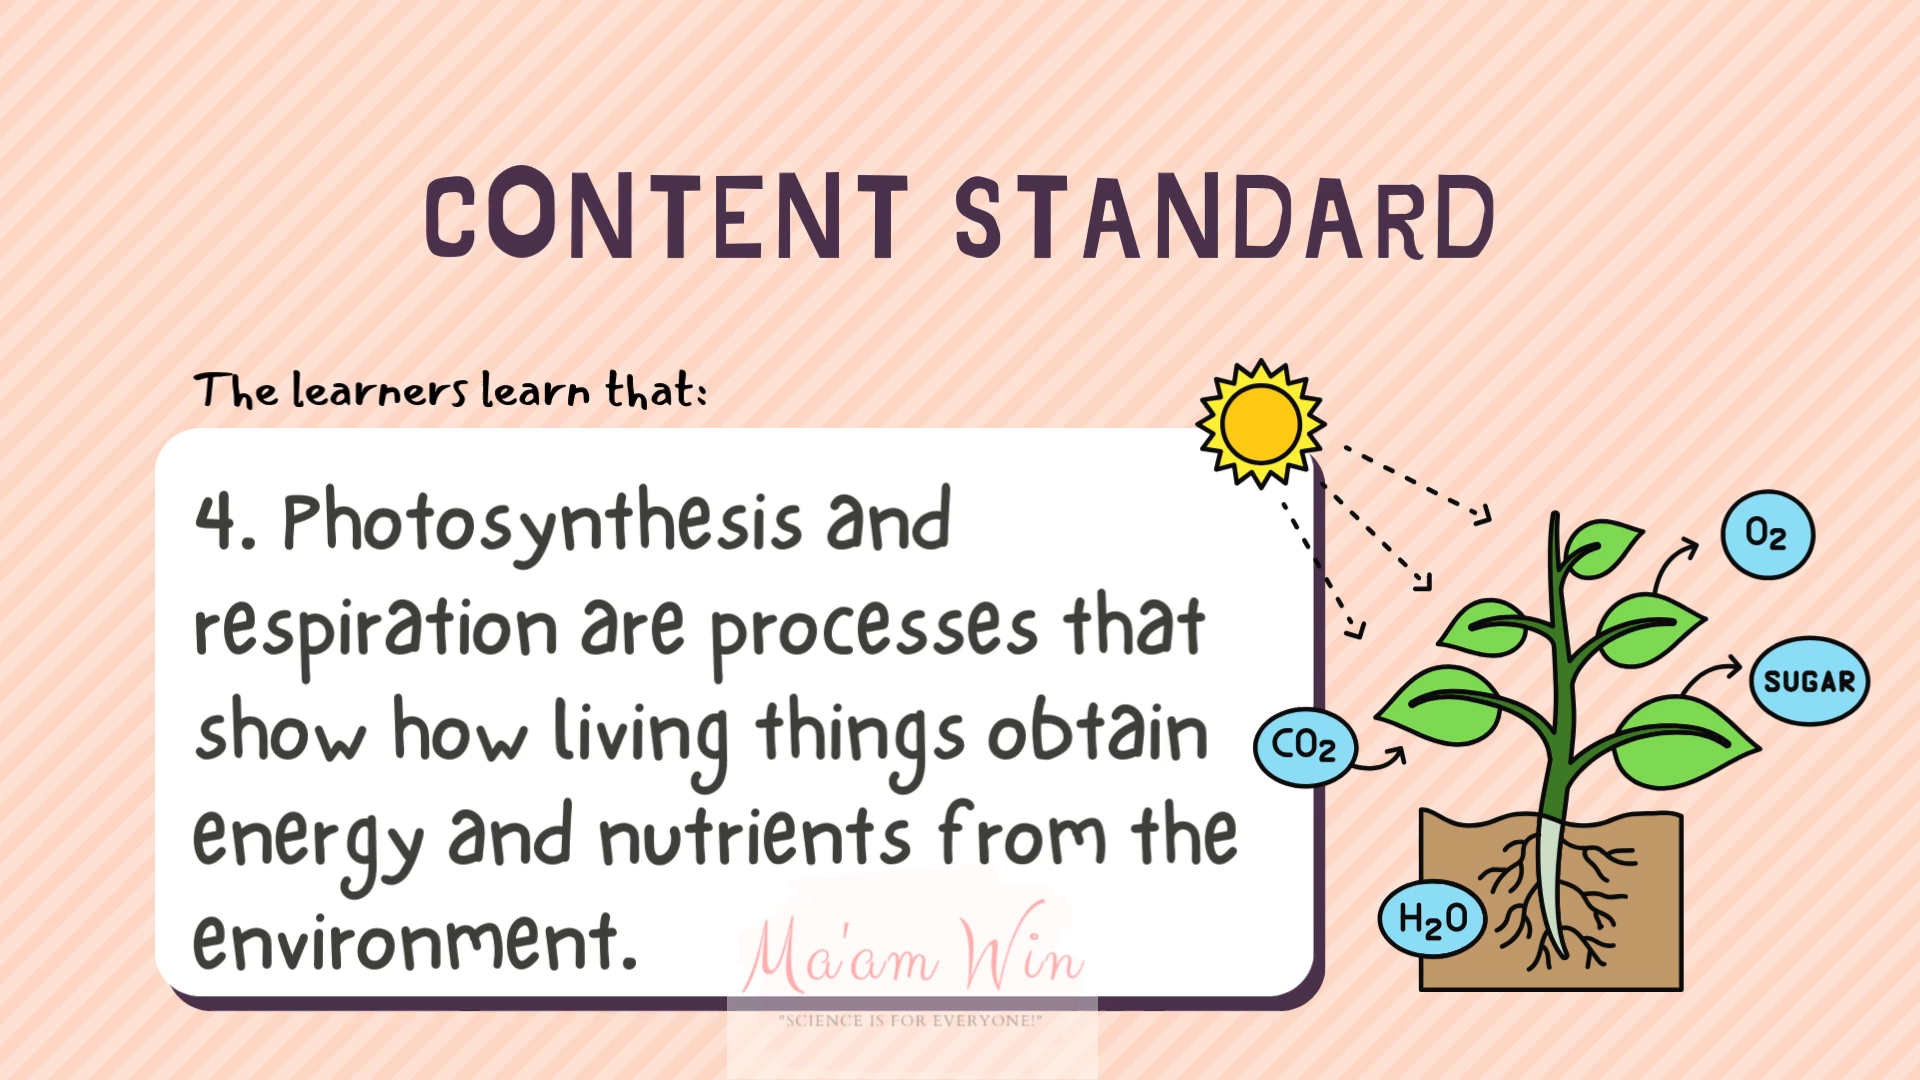 CONTENT STANDARD
The learners learn that:
4. Photosynthesis and
respiration are processes that
show how living things obtain
energy and nutrients from the
environment.
O2
SUGAR
CO2
H2O
Ma'am Win
"SCIENCE IS FOR EVERYONE!"